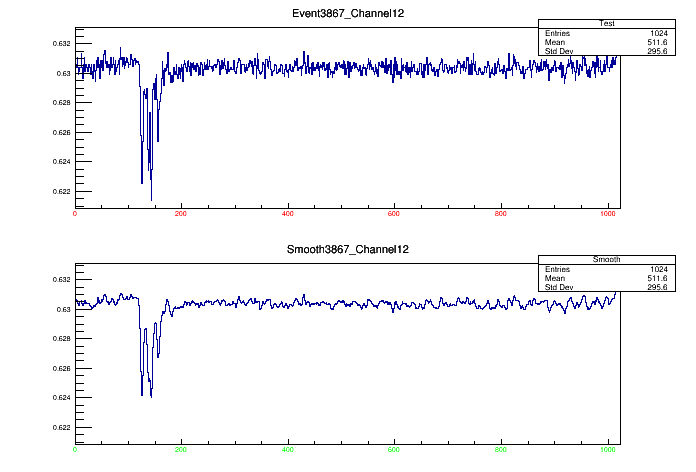 Event3867_Channel12
Test
Entries 1024
Mean 511.6
Std Dev 295.6
0.632
0.63
0.628
0.626
0.624
0.622
0 200 400 600 800 1000
Smooth3867_Channel12
Smooth
Entries 1024
Mean 511.6
Std Dev 295.6
0.632
0.63
0.628
0.626
0.624
0.622
0 200 400 600 800 1000